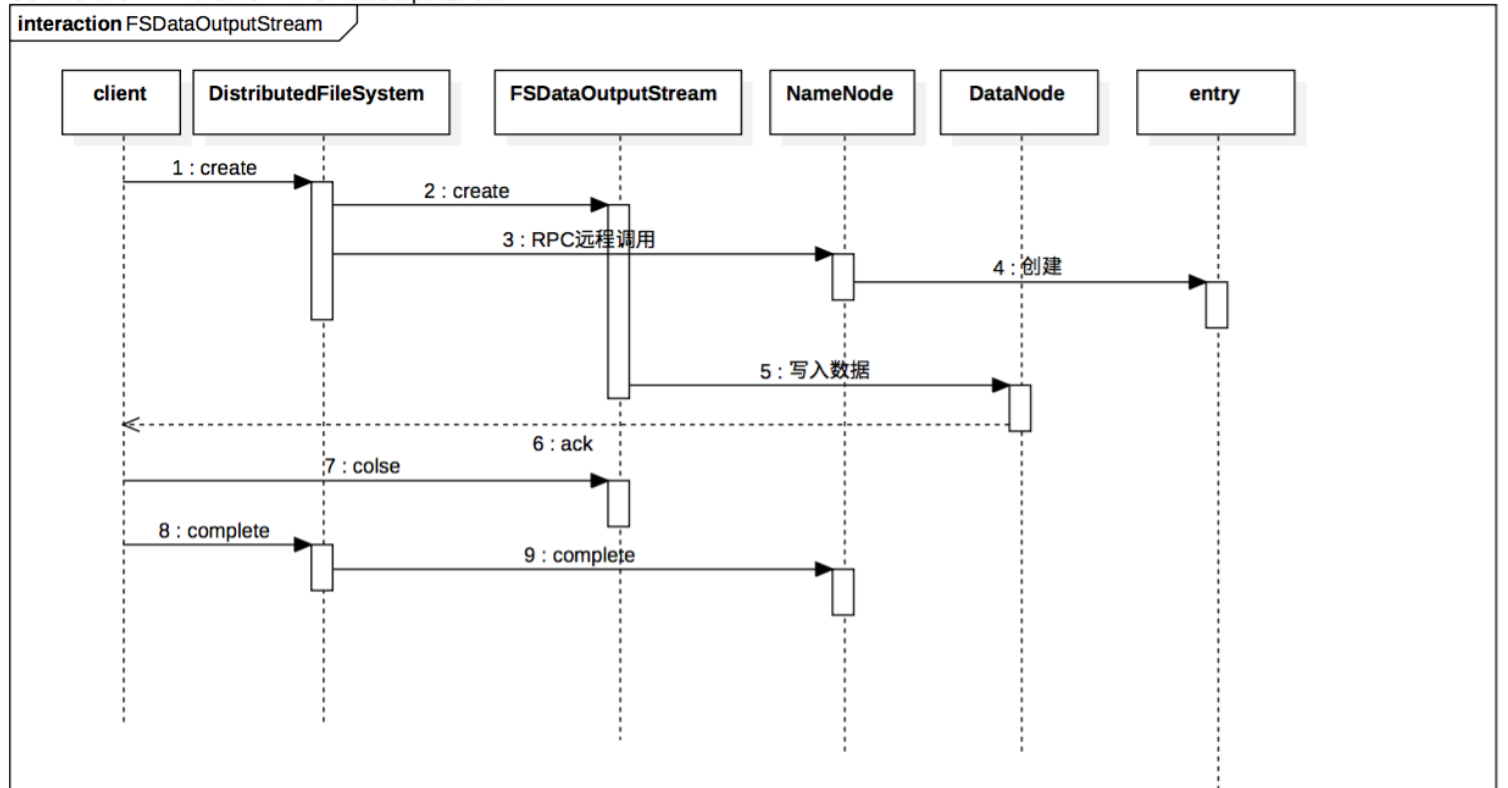 interaction FSDataOutputStream
client
DistributedFileSystem
FSDataOutputStream
NameNode
DataNode
entry
1 : create
2 : create
3 : RPC远程调用
4 : 创建
5 : 写入数据
6 : ack
7 : colse
8 : complete
9 : complete